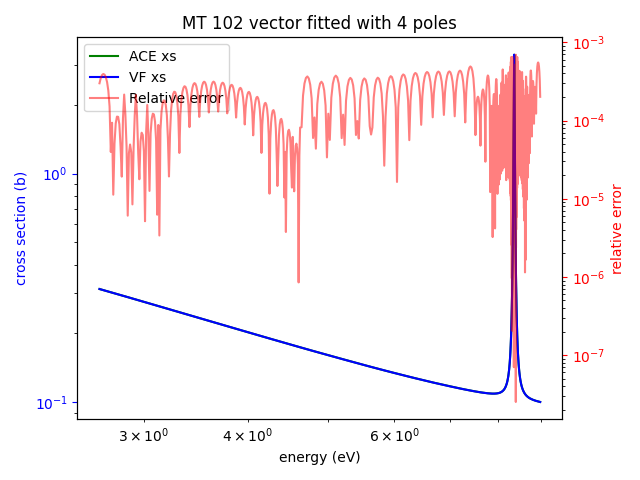 MT 102 vector fitted with 4 poles
ACE xs
VF xs
Relative error
cross section (b)
10⁰
10⁻¹
relative error
10⁻³
10⁻⁴
10⁻⁵
10⁻⁶
10⁻⁷
3 × 10⁰
4 × 10⁰
6 × 10⁰
energy (eV)